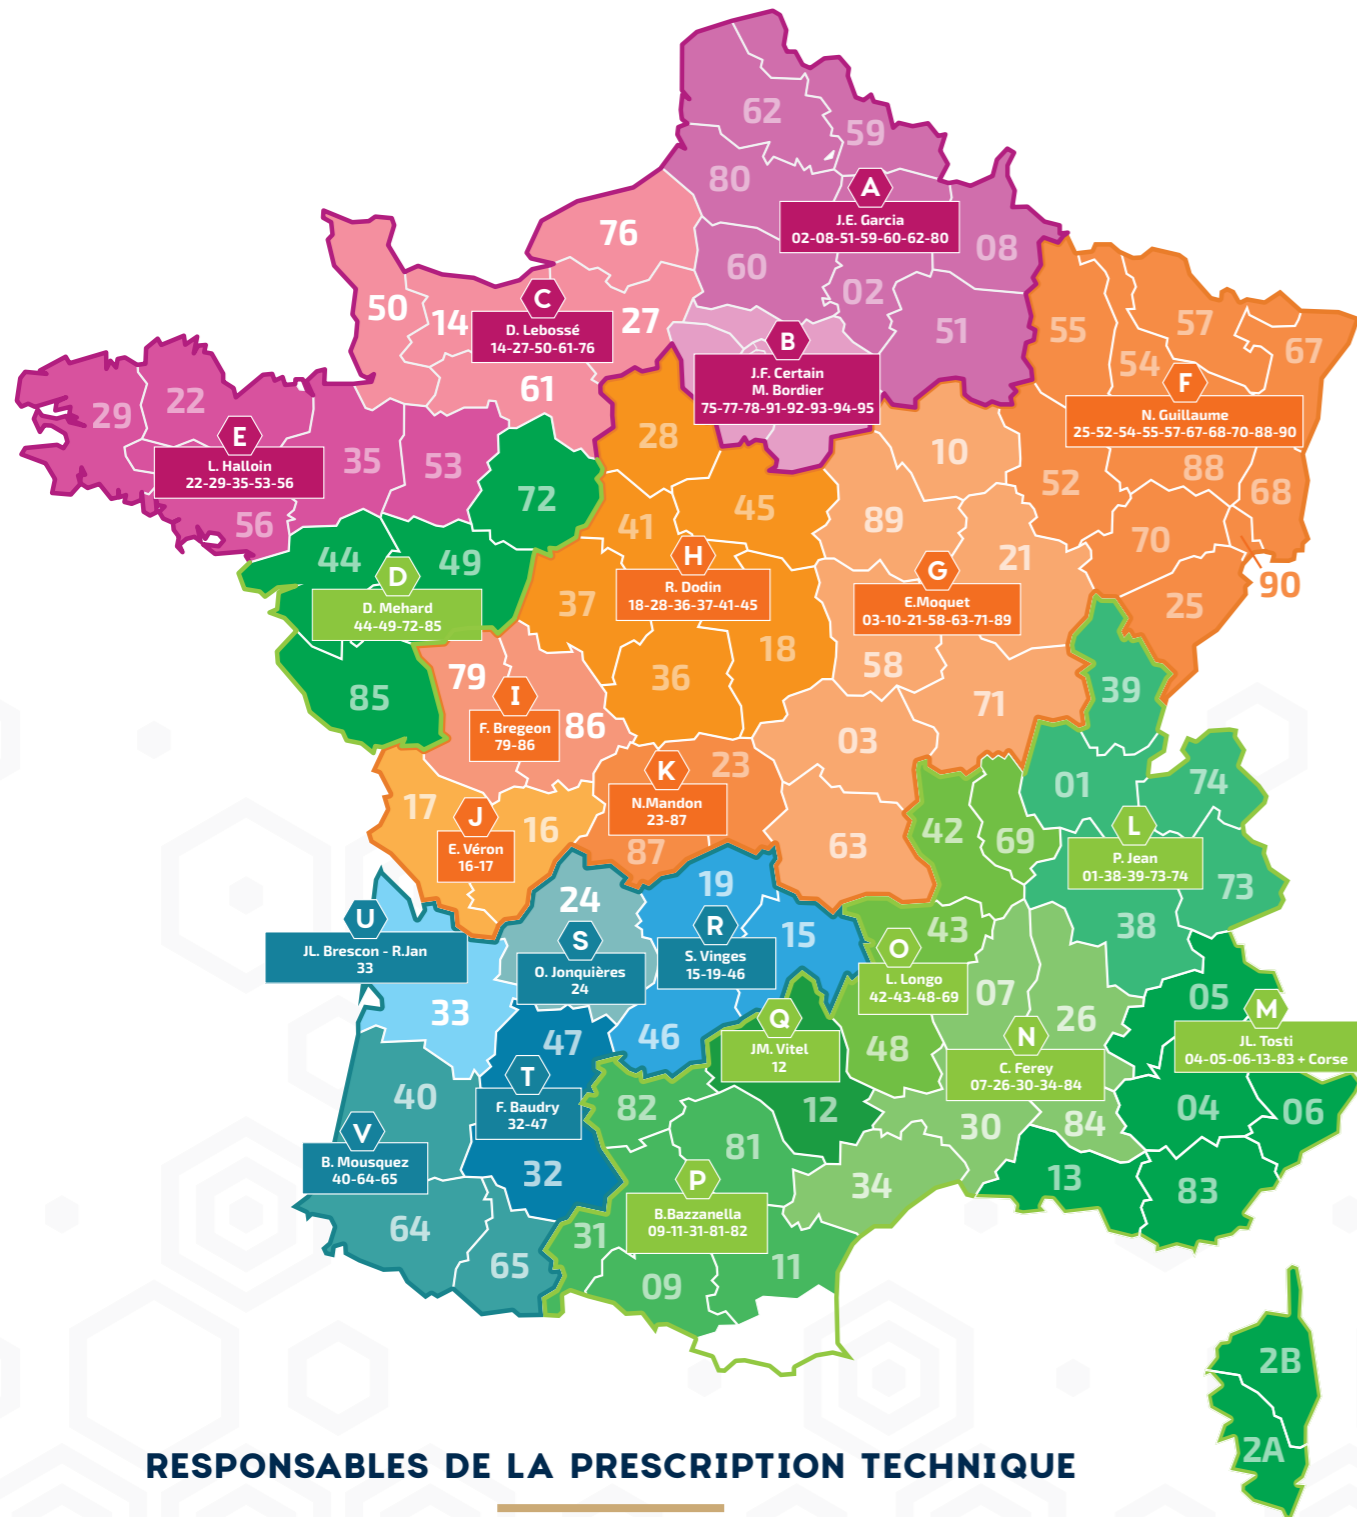 62
59
80
A
J.E. Garcia
02-08-51-59-60-62-80
76
08
60
02
50
14
C
D. Lebossé
14-27-50-61-76
27
51
B
J.F. Certain
M. Bordier
75-77-78-91-92-93-94-95
55
57
67
54
F
N. Guillaume
25-52-54-55-57-67-68-70-88-90
61
29
22
E
L. Halloin
22-29-35-53-56
35
53
28
10
52
88
68
56
72
41
45
89
21
70
90
44
D
D. Mehard
44-49-72-85
49
37
H
R. Dodin
18-28-36-37-41-45
G
E.Moquet
03-10-21-58-63-71-89
25
18
58
36
85
79
I
F. Bregeon
79-86
86
71
39
03
K
N.Mandon
23-87
23
01
74
17
J
E. Véron
16-17
16
87
63
42
69
L
P. Jean
01-38-39-73-74
73
24
19
38
U
JL. Brescon - R.Jan
33
S
O. Jonquières
24
R
S. Vinges
15-19-46
15
43
O
L. Longo
42-43-48-69
07
05
33
26
M
JL. Tosti
04-05-06-13-83 + Corse
47
46
Q
JM. Vitel
12
48
N
C. Ferey
07-26-30-34-84
40
T
F. Baudry
32-47
82
12
04
06
V
B. Mousquez
40-64-65
81
30
84
32
P
B.Bazzanella
09-11-31-81-82
34
13
83
64
31
65
09
11
2B
2A
RESPONSABLES DE LA PRESCRIPTION TECHNIQUE